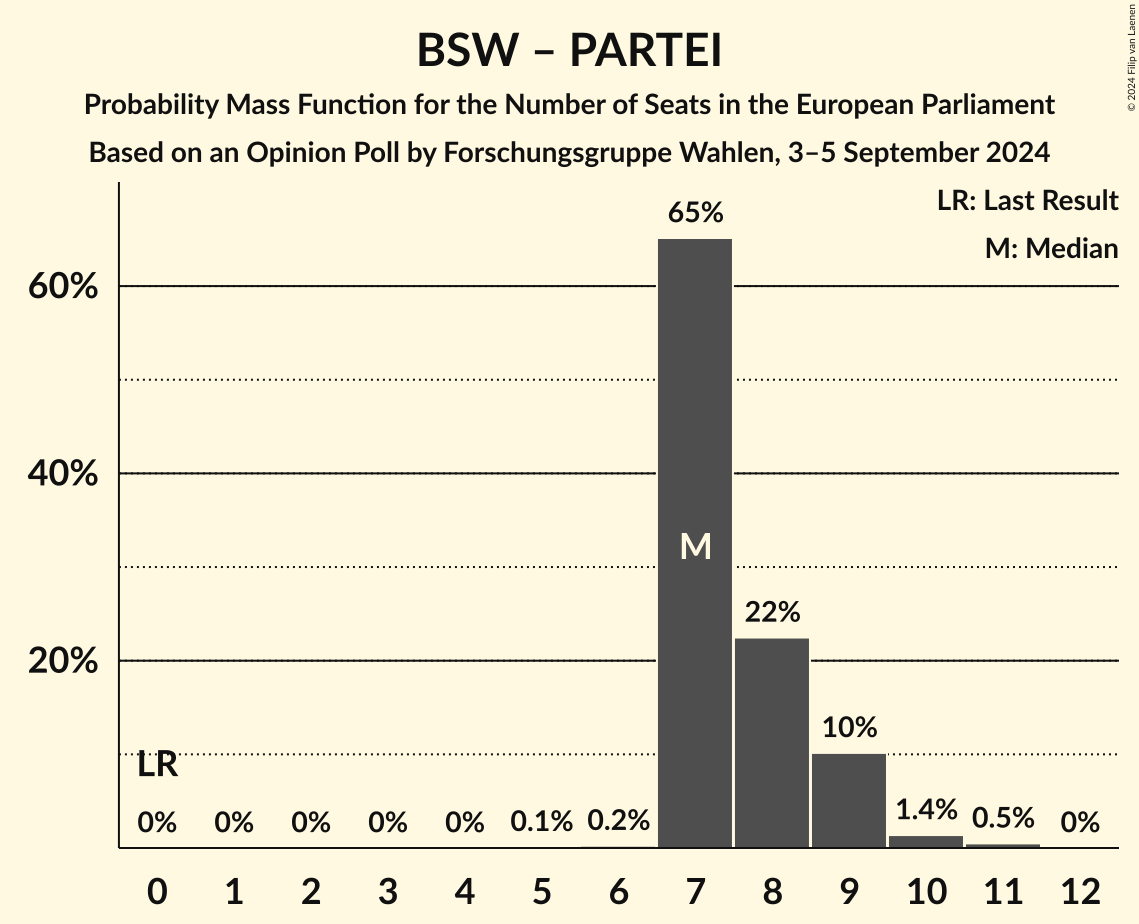 BSW – PARTEI
Probability Mass Function for the Number of Seats in the European Parliament
Based on an Opinion Poll by Forschungsgruppe Wahlen, 3–5 September 2024
© 2024 Filip van Laenen
LR: Last Result
M: Median
65%
60%
40%
M
22%
20%
10%
LR
0% 0% 0% 0% 0% 0.1% 0.2% 1.4% 0.5% 0%
0 1 2 3 4 5 6 7 8 9 10 11 12